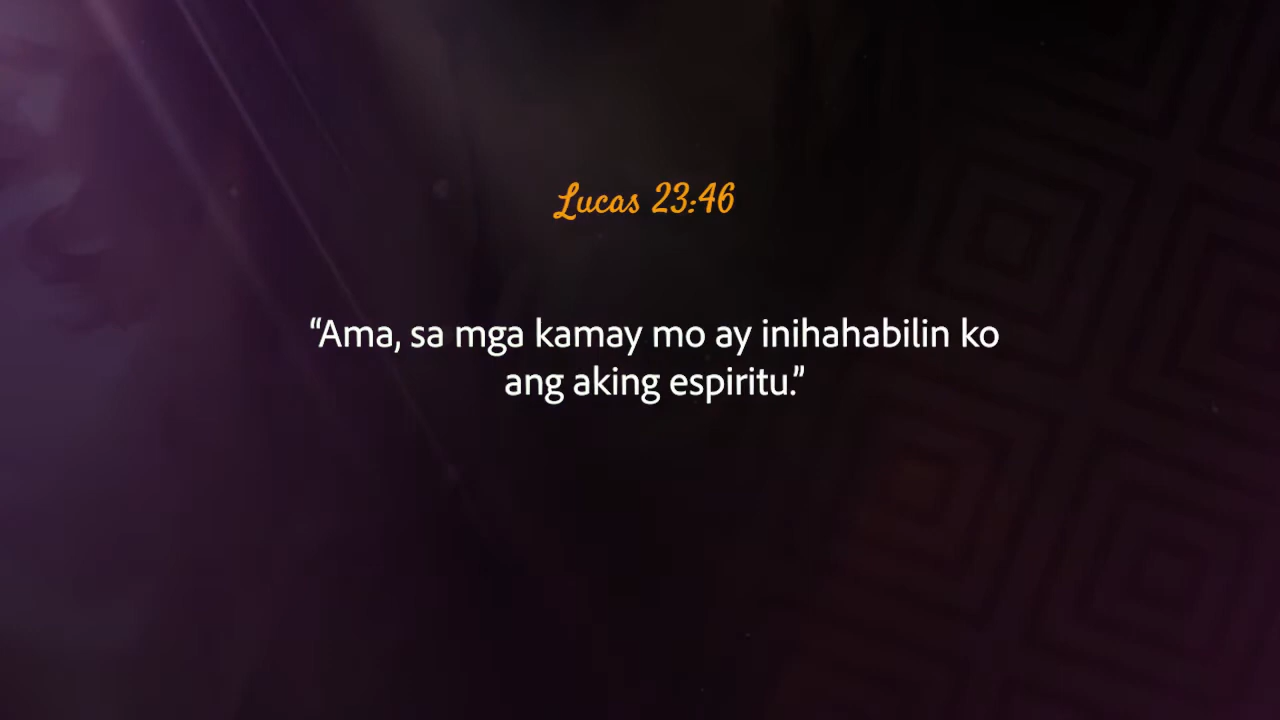 Lucas 23:46
“Ama, sa mga kamay mo ay inihahabilin ko
ang aking espiritu.”